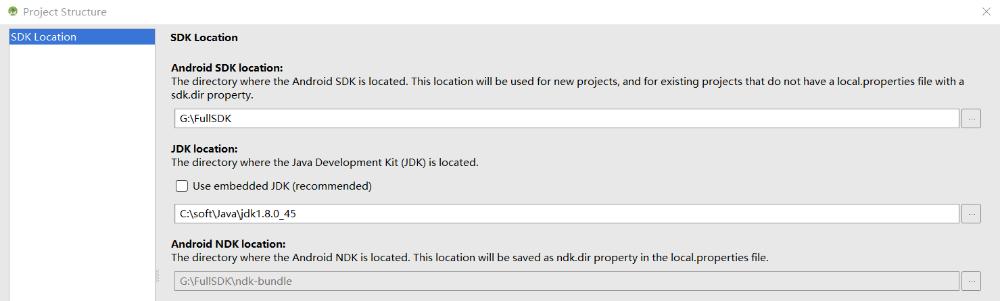 Project Structure
SDK Location
SDK Location
Android SDK location:
The directory where the Android SDK is located. This location will be used for new projects, and for existing projects that do not have a local.properties file with a
sdk.dir property.
G:\FullSDK
...
JDK location:
The directory where the Java Development Kit (JDK) is located.
Use embedded JDK (recommended)
C:\soft\Java\jdk1.8.0_45
...
Android NDK location:
The directory where the Android NDK is located. This location will be saved as ndk.dir property in the local.properties file.
G:\FullSDK\ndk-bundle
...